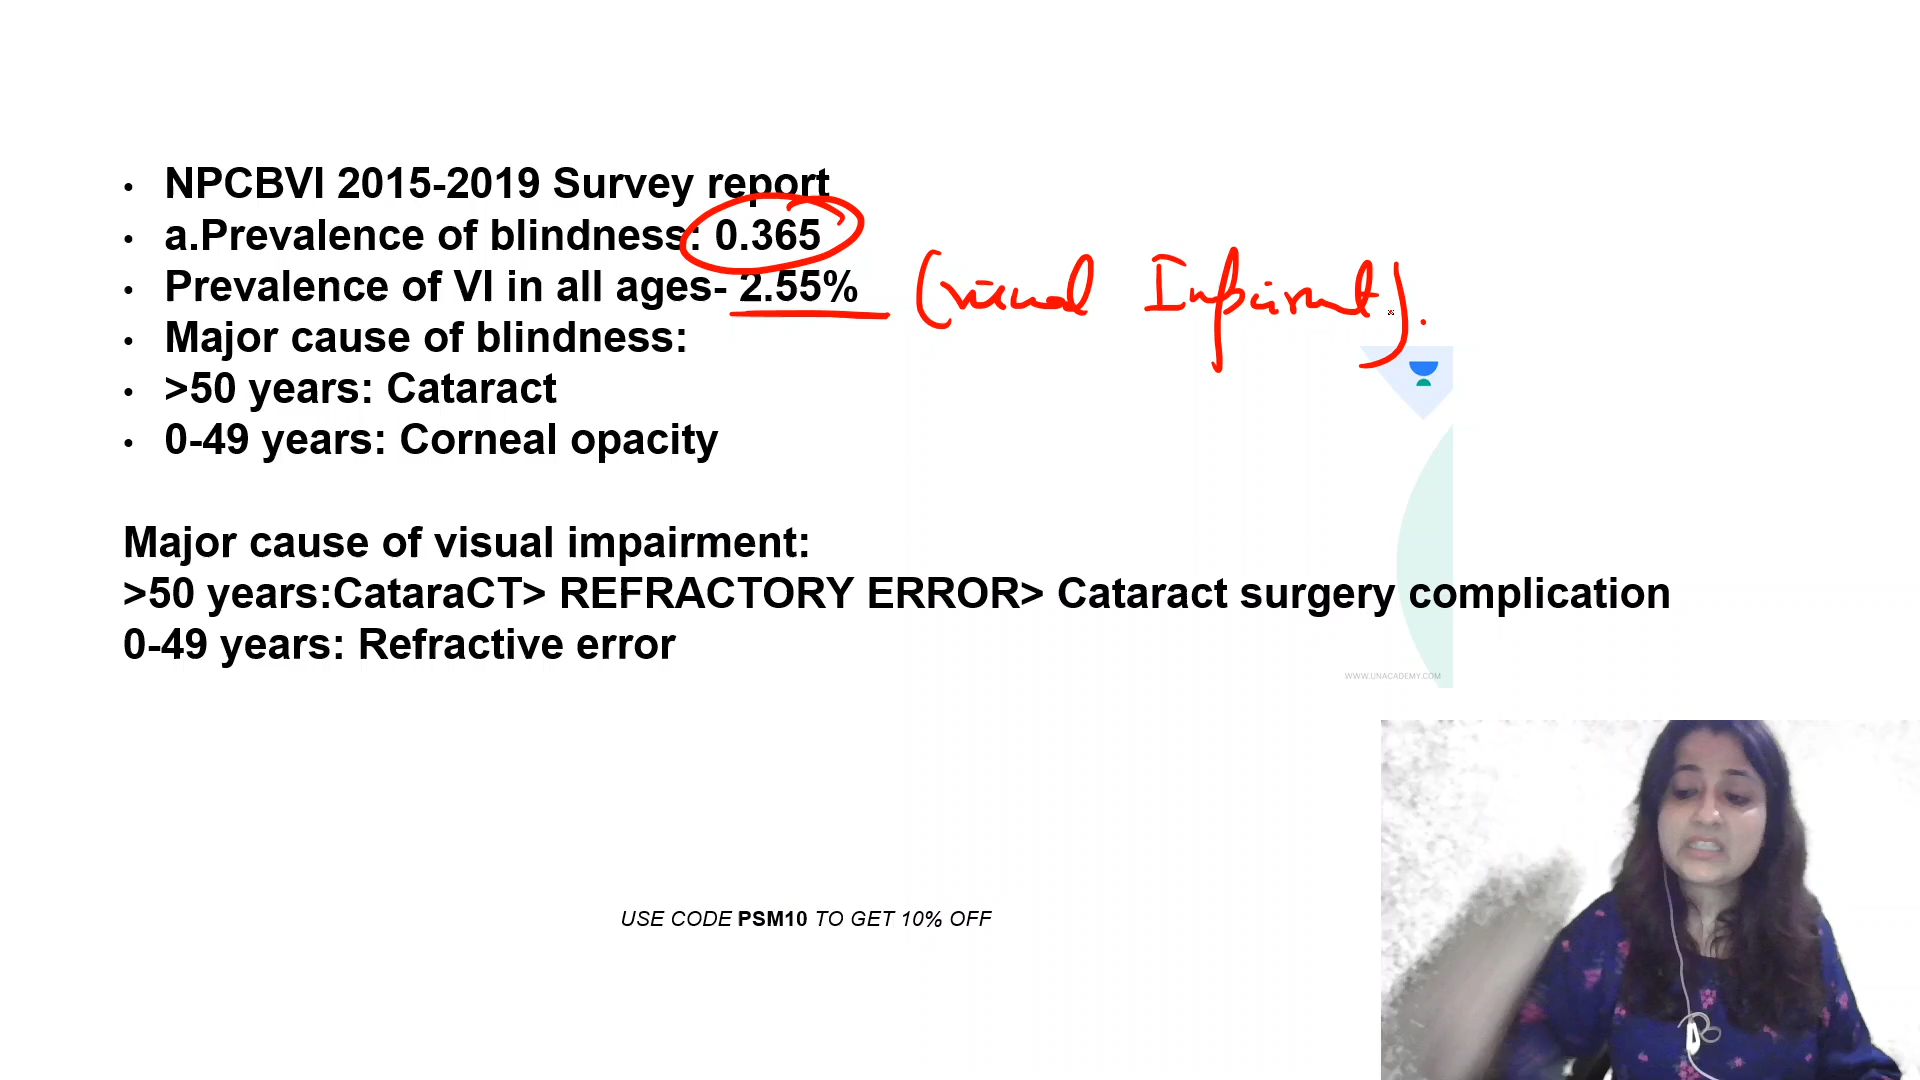 • NPCBVI 2015-2019 Survey report
• a.Prevalence of blindness: 0.365
• Prevalence of VI in all ages- 2.55% (visual Impairment).
• Major cause of blindness:
• >50 years: Cataract
• 0-49 years: Corneal opacity
Major cause of visual impairment:
>50 years:CataraCT> REFRACTORY ERROR> Cataract surgery complication
0-49 years: Refractive error
WWW.UNACADEMY.COM
USE CODE PSM10 TO GET 10% OFF